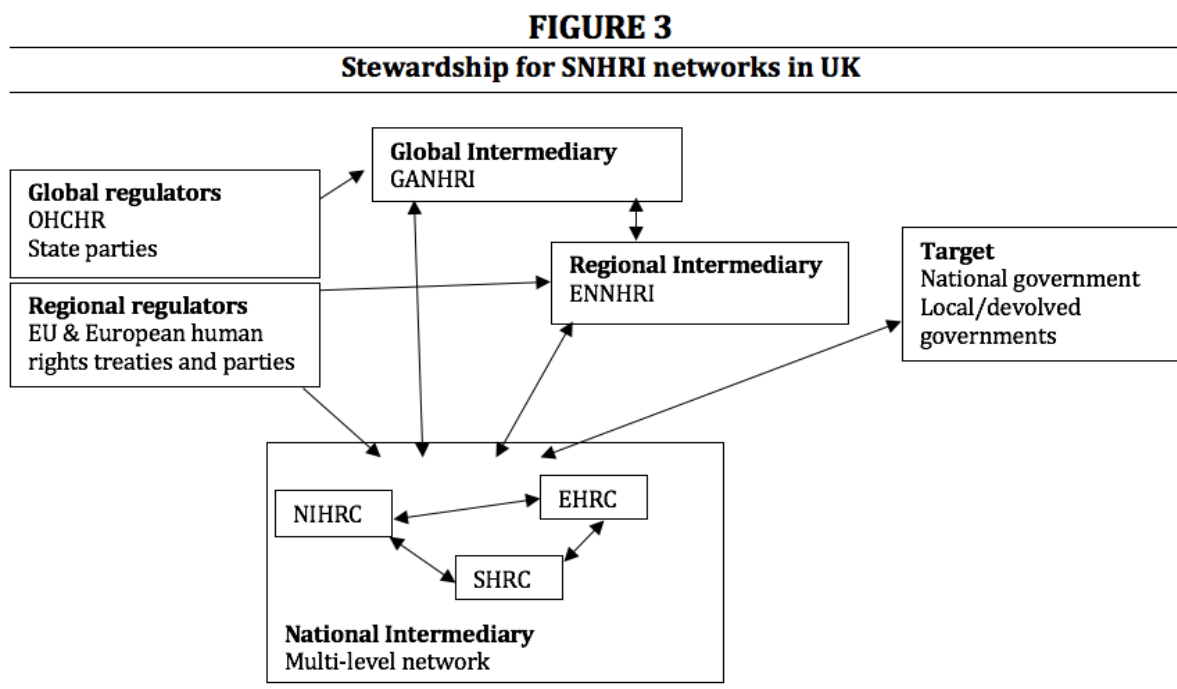 FIGURE 3
Stewardship for SNHRI networks in UK
Global Intermediary
GANHRI
Global regulators
OHCHR
State parties
Regional Intermediary
ENNHRI
Target
National government
Local/devolved
governments
Regional regulators
EU & European human
rights treaties and parties
NIHRC
EHRC
SHRC
National Intermediary
Multi-level network